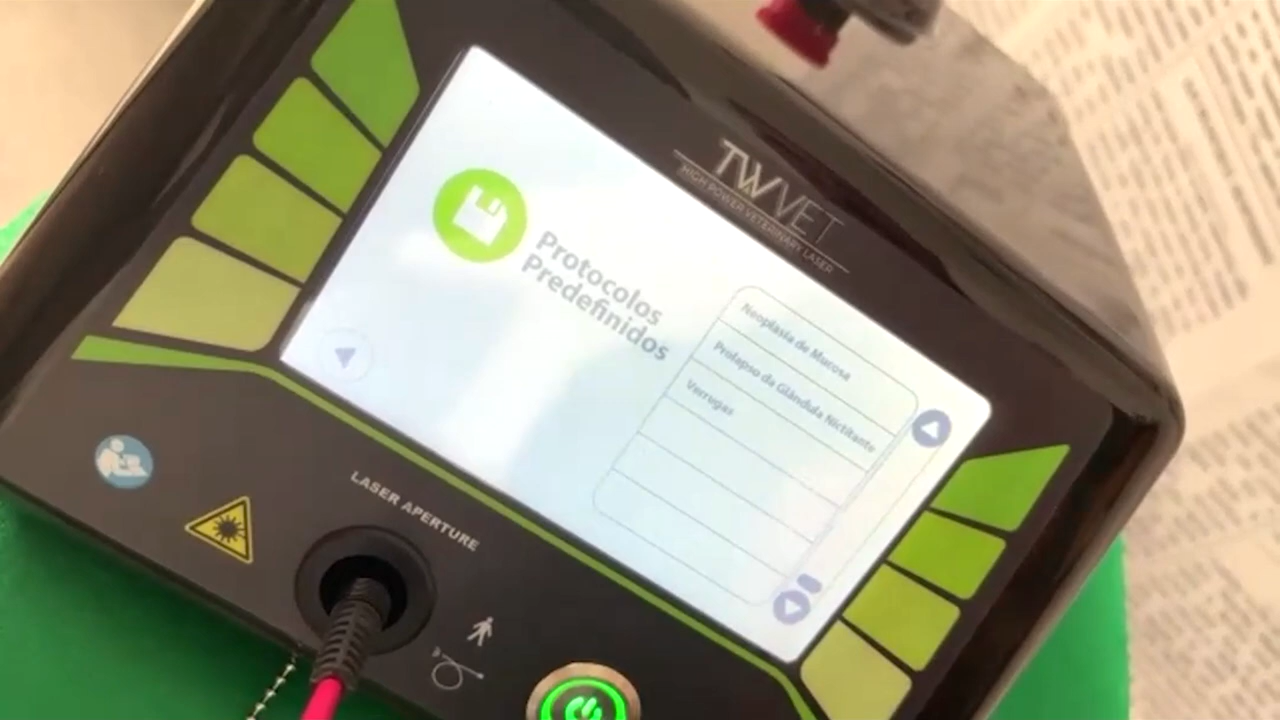 TWVET
HIGH POWER VETERINARY LASER
Protocolos
Predefinidos
Neoplasia de Mucosa
Prolapso da Glândula Nictitante
Verrugas
LASER APERTURE